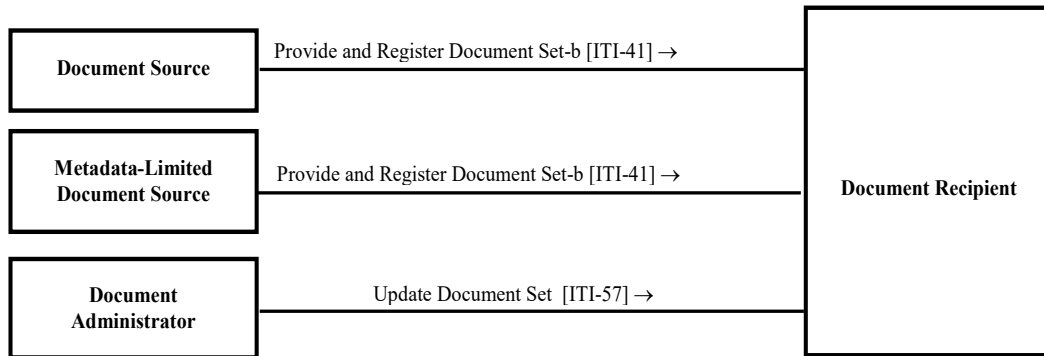 Provide and Register Document Set-b [ITI-41] →
Document Source
Metadata-Limited
Document Source
Provide and Register Document Set-b [ITI-41] →
Document Recipient
Update Document Set [ITI-57] →
Document
Administrator